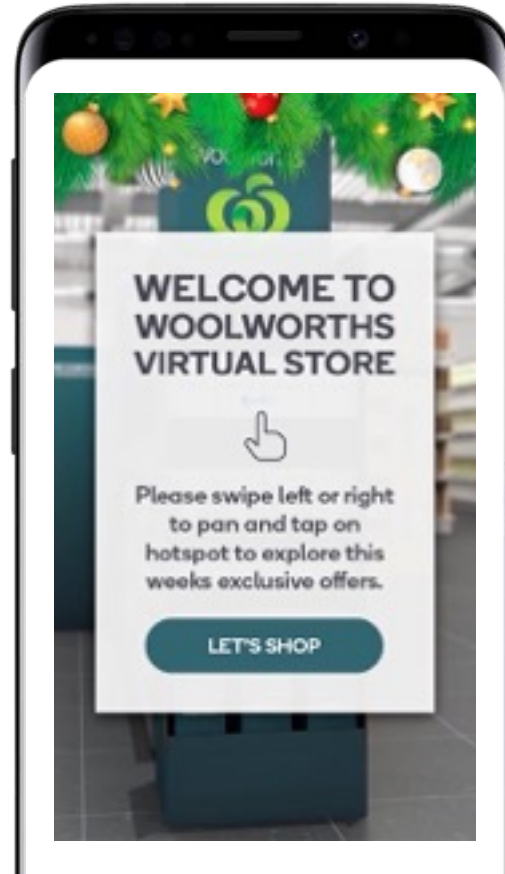 WELCOME TO
WOOLWORTHS
VIRTUAL STORE
Please swipe left or right
to pan and tap on
hotspot to explore this
weeks exclusive offers.
LET'S SHOP